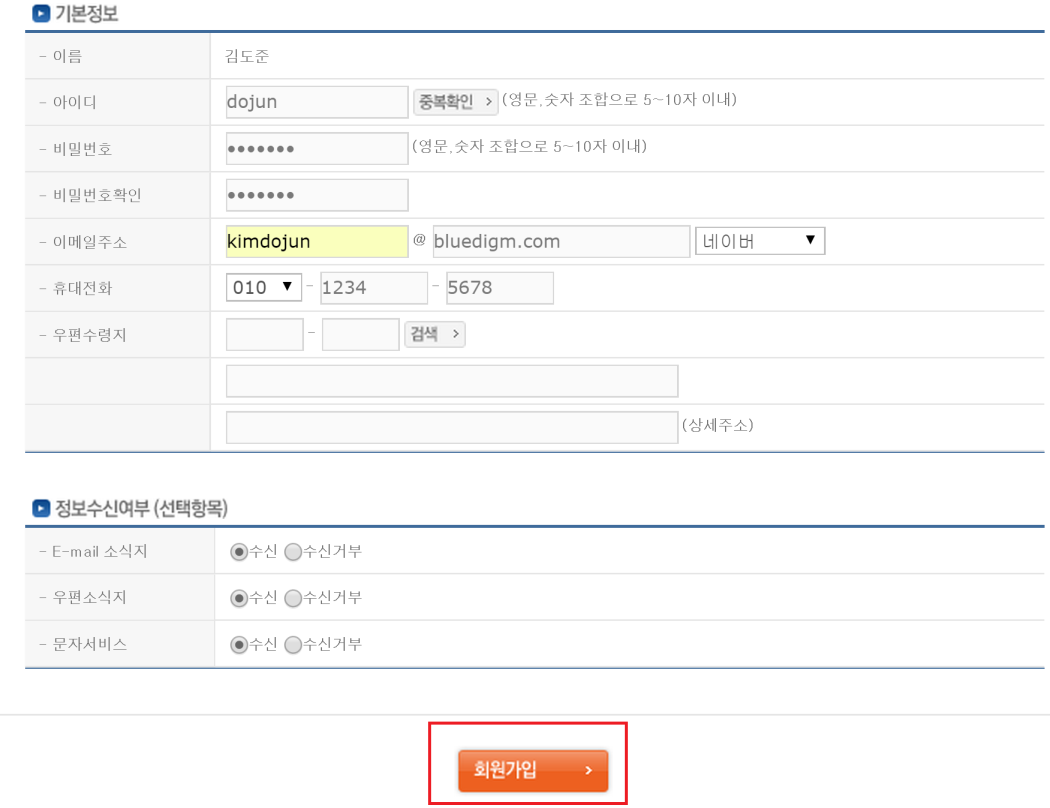 기본정보
- 이름 김도준
- 아이디 dojun 중복확인 > (영문,숫자 조합으로 5~10자 이내)
- 비밀번호 ••••••• (영문,숫자 조합으로 5~10자 이내)
- 비밀번호확인 •••••••
- 이메일주소 kimdojun @ bluedigm.com 네이버 ▼
- 휴대전화 010 ▼ - 1234 - 5678
- 우편수령지 - 검색 >
(상세주소)
정보수신여부 (선택항목)
- E-mail 소식지 수신 수신거부
- 우편소식지 수신 수신거부
- 문자서비스 수신 수신거부
회원가입 >